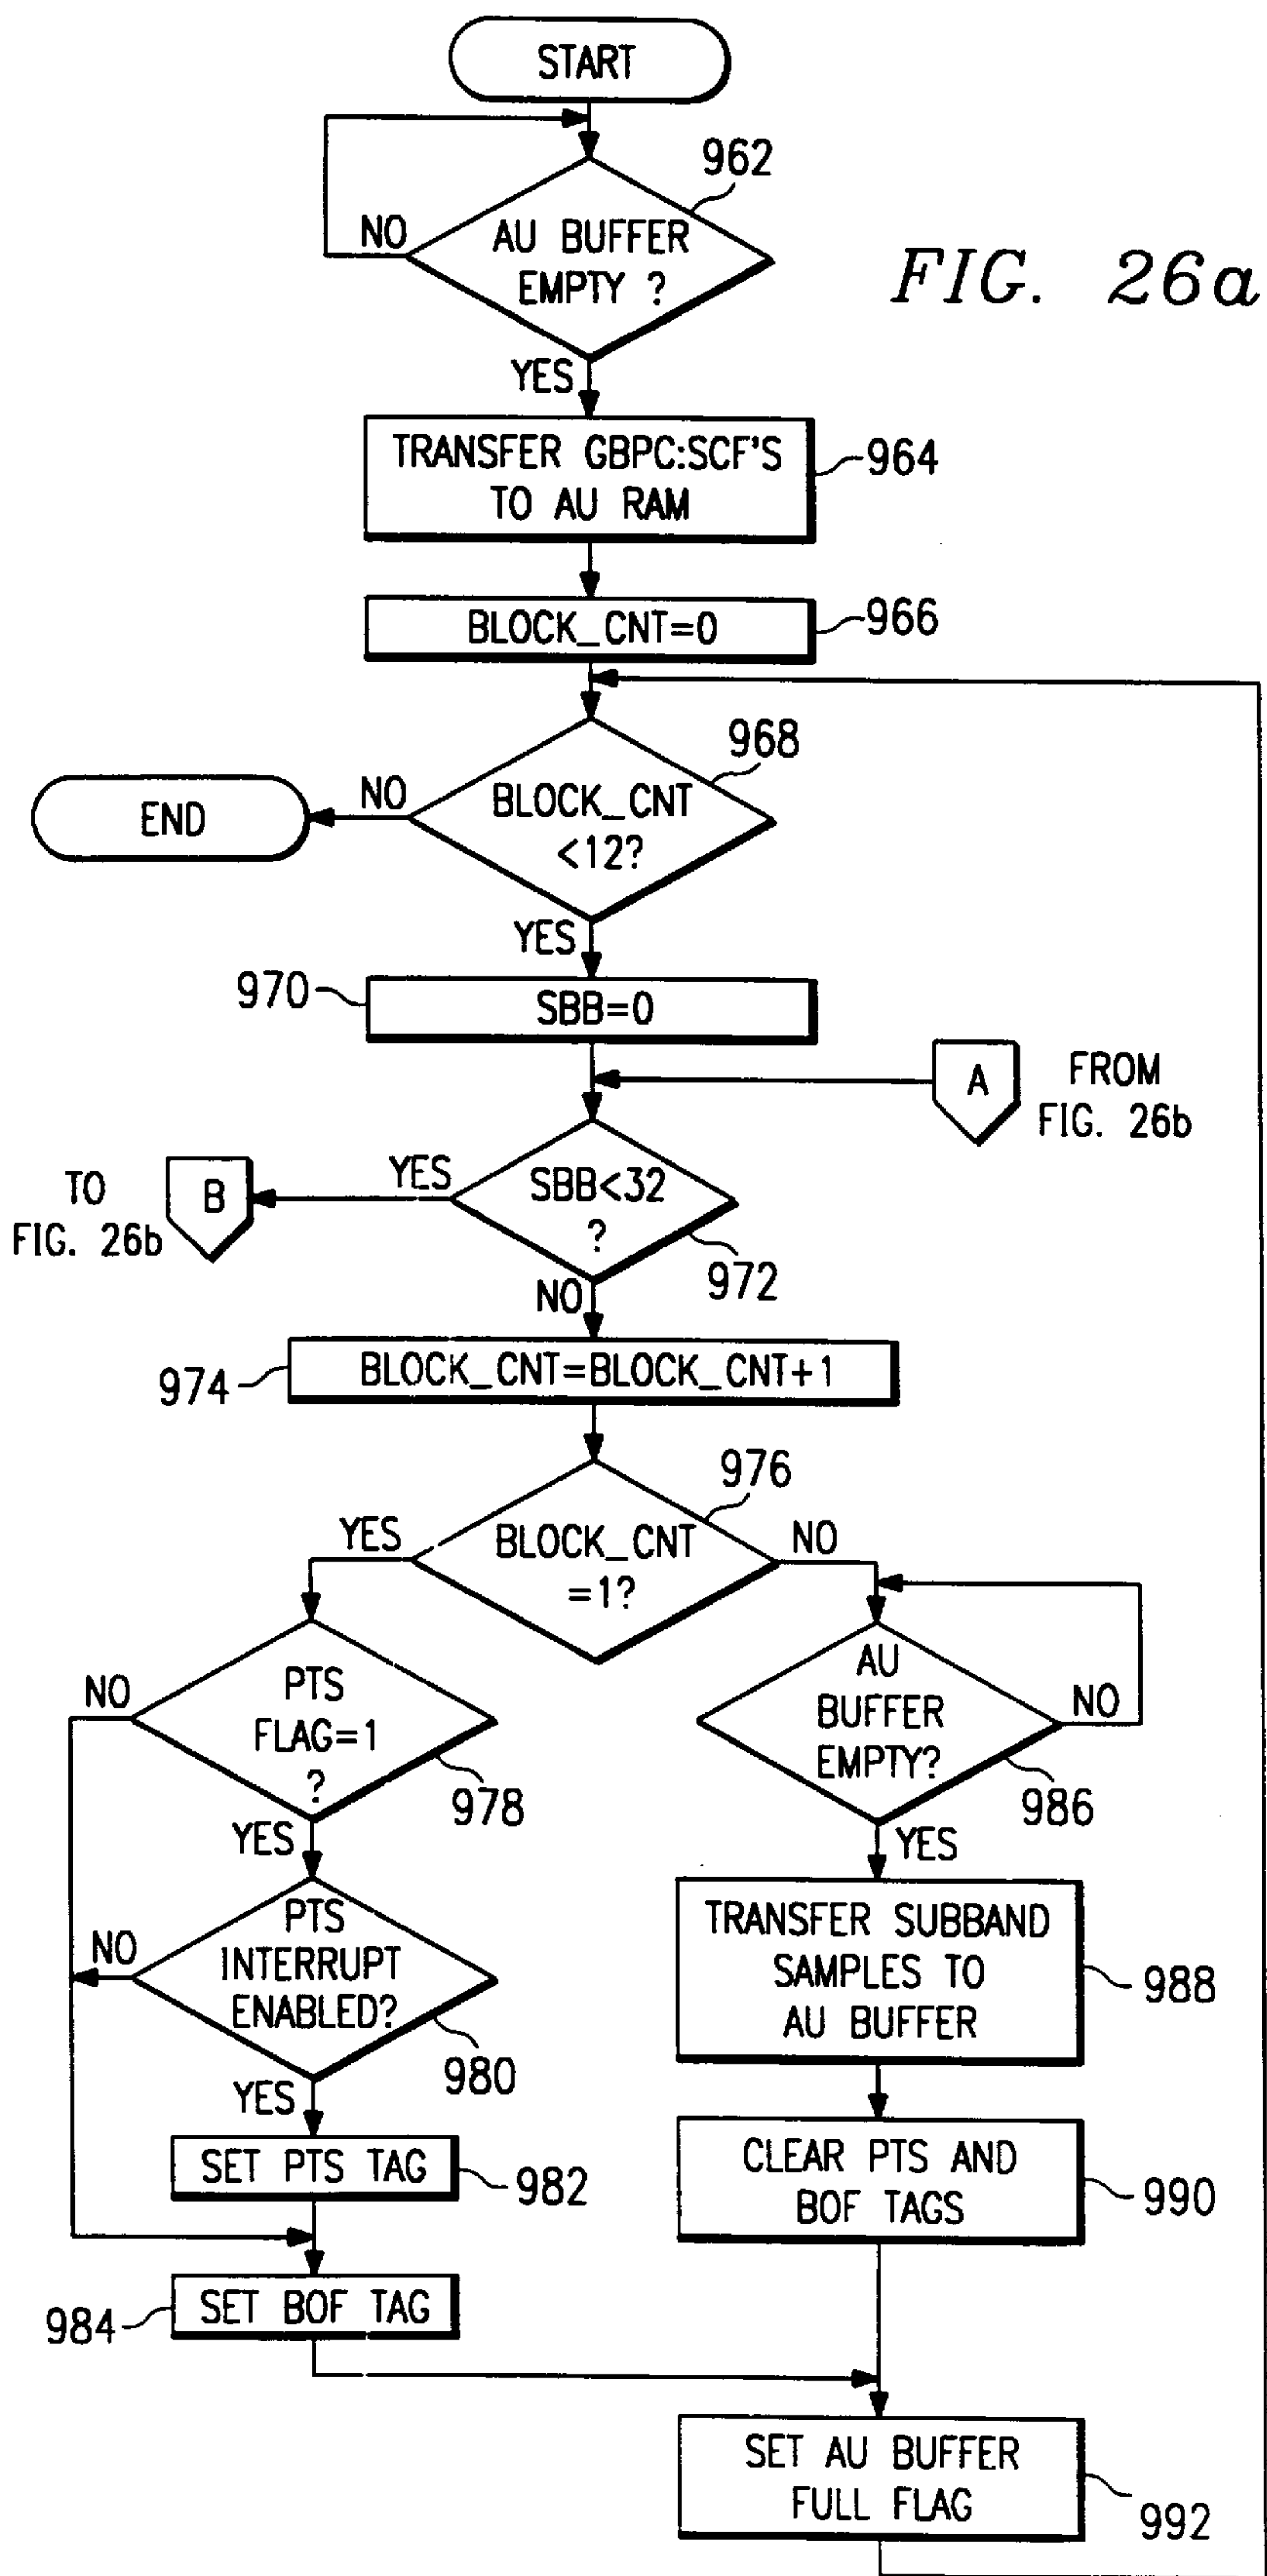 START
962
NO
AU BUFFER
EMPTY ?
FIG. 26a
YES
TRANSFER GBPC:SCF'S
TO AU RAM
964
BLOCK_CNT=0
966
968
NO
BLOCK_CNT
<12?
END
YES
970
SBB=0
A
FROM
FIG. 26b
TO
FIG. 26b
B
YES
SBB<32
?
972
NO
974
BLOCK_CNT=BLOCK_CNT+1
976
YES
BLOCK_CNT
=1?
NO
NO
PTS
FLAG=1
?
978
AU
BUFFER
EMPTY?
NO
986
YES
YES
NO
PTS
INTERRUPT
ENABLED?
980
TRANSFER SUBBAND
SAMPLES TO
AU BUFFER
988
YES
SET PTS TAG
982
CLEAR PTS AND
BOF TAGS
990
984
SET BOF TAG
SET AU BUFFER
FULL FLAG
992